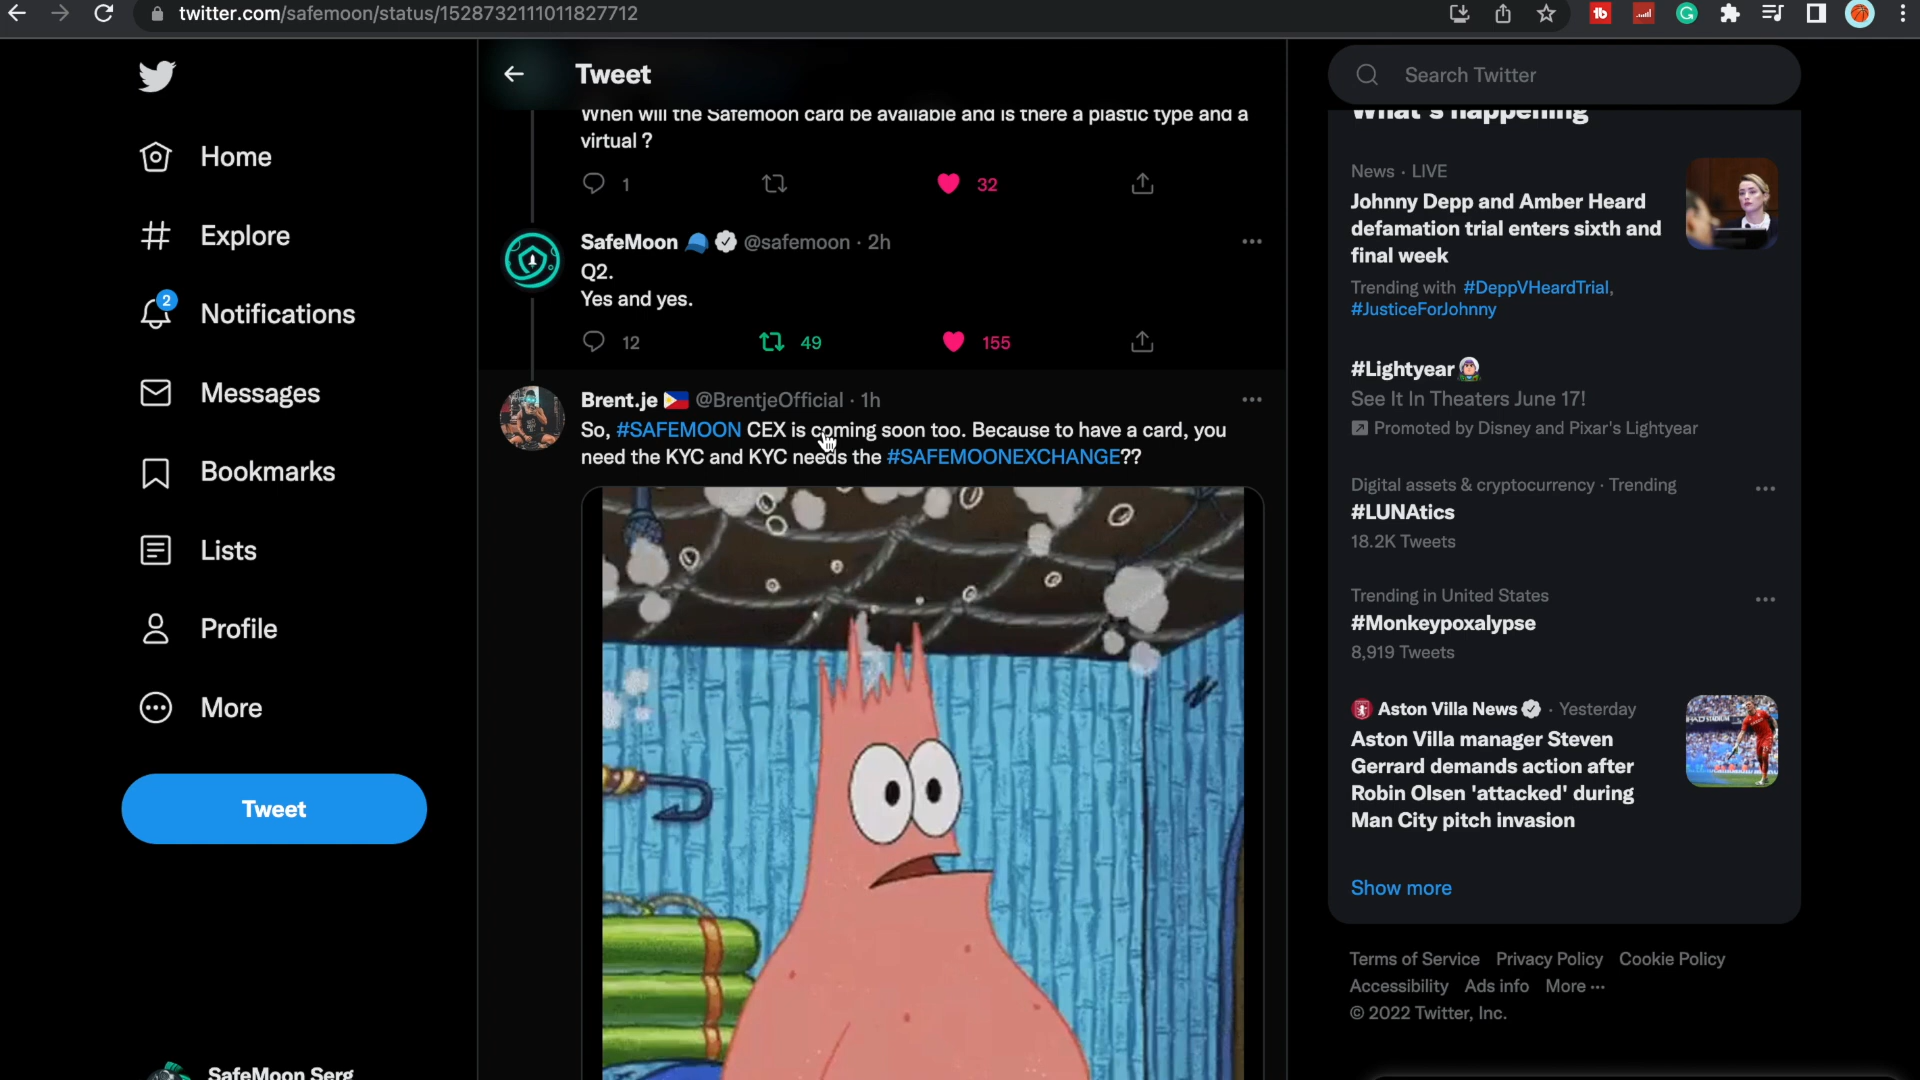 twitter.com/safemoon/status/1528732111011827712
Tweet
Search Twitter
When will the Safemoon card be available and is there a plastic type and a
virtual ?
1
32
SafeMoon @safemoon · 2h
Q2.
Yes and yes.
12
49
155
Brent.je @BrentjeOfficial · 1h
So, #SAFEMOON CEX is coming soon too. Because to have a card, you
need the KYC and KYC needs the #SAFEMOONEXCHANGE??
Home
Explore
2
Notifications
Messages
Bookmarks
Lists
Profile
More
Tweet
SafeMoon Serg
What's happening
News · LIVE
Johnny Depp and Amber Heard
defamation trial enters sixth and
final week
Trending with #DeppVHeardTrial,
#JusticeForJohnny
#Lightyear
See It In Theaters June 17!
Promoted by Disney and Pixar's Lightyear
Digital assets & cryptocurrency · Trending
#LUNAtics
18.2K Tweets
Trending in United States
#Monkeypoxalypse
8,919 Tweets
Aston Villa News · Yesterday
Aston Villa manager Steven
Gerrard demands action after
Robin Olsen 'attacked' during
Man City pitch invasion
Show more
Terms of Service Privacy Policy Cookie Policy
Accessibility Ads info More ···
© 2022 Twitter, Inc.